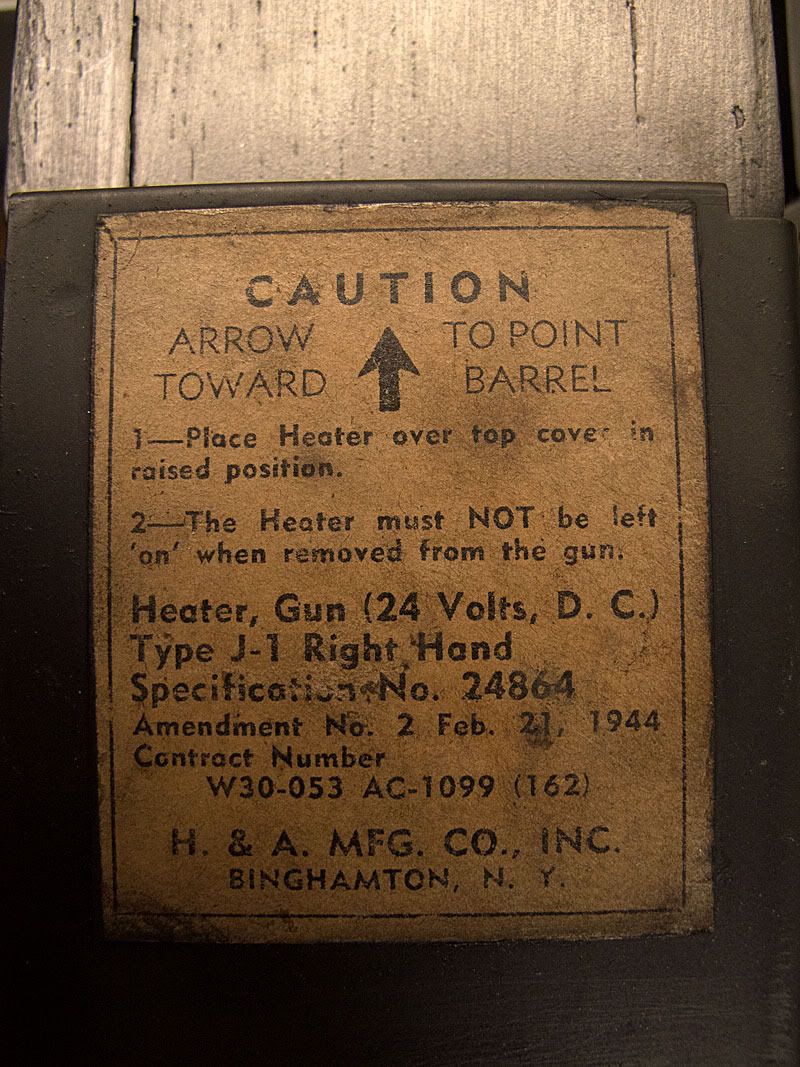 CAUTION
ARROW TO POINT
TOWARD BARREL
1—Place Heater over top cover in
raised position.
2—The Heater must NOT be left
'on' when removed from the gun.
Heater, Gun (24 Volts, D. C.)
Type J-1 Right Hand
Specification No. 24864
Amendment No. 2 Feb. 21, 1944
Contract Number
W30-053 AC-1099 (162)
H. & A. MFG. CO., INC.
BINGHAMTON, N. Y.